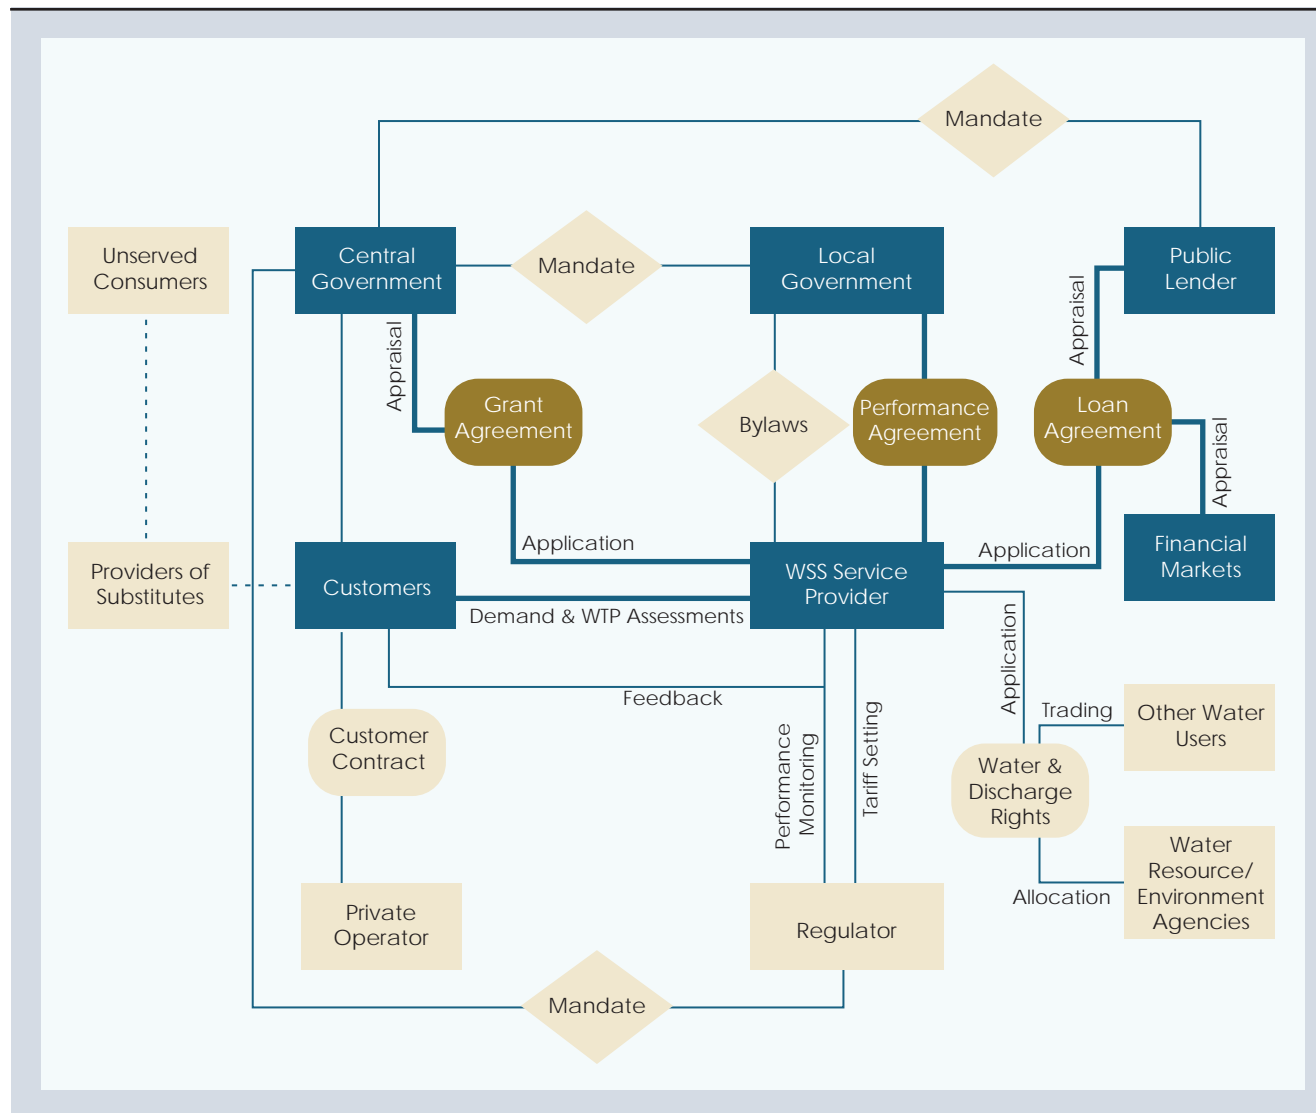 Mandate
Unserved
Consumers
Central
Government
Mandate
Local
Government
Public
Lender
Appraisal
Appraisal
Grant
Agreement
Bylaws
Performance
Agreement
Loan
Agreement
Appraisal
Application
Application
Providers of
Substitutes
Customers
WSS Service
Provider
Financial
Markets
Demand & WTP Assessments
Application
Feedback
Customer
Contract
Performance
Monitoring
Tariff Setting
Trading
Other Water
Users
Water &
Discharge
Rights
Water
Resource/
Environment
Agencies
Allocation
Private
Operator
Regulator
Mandate